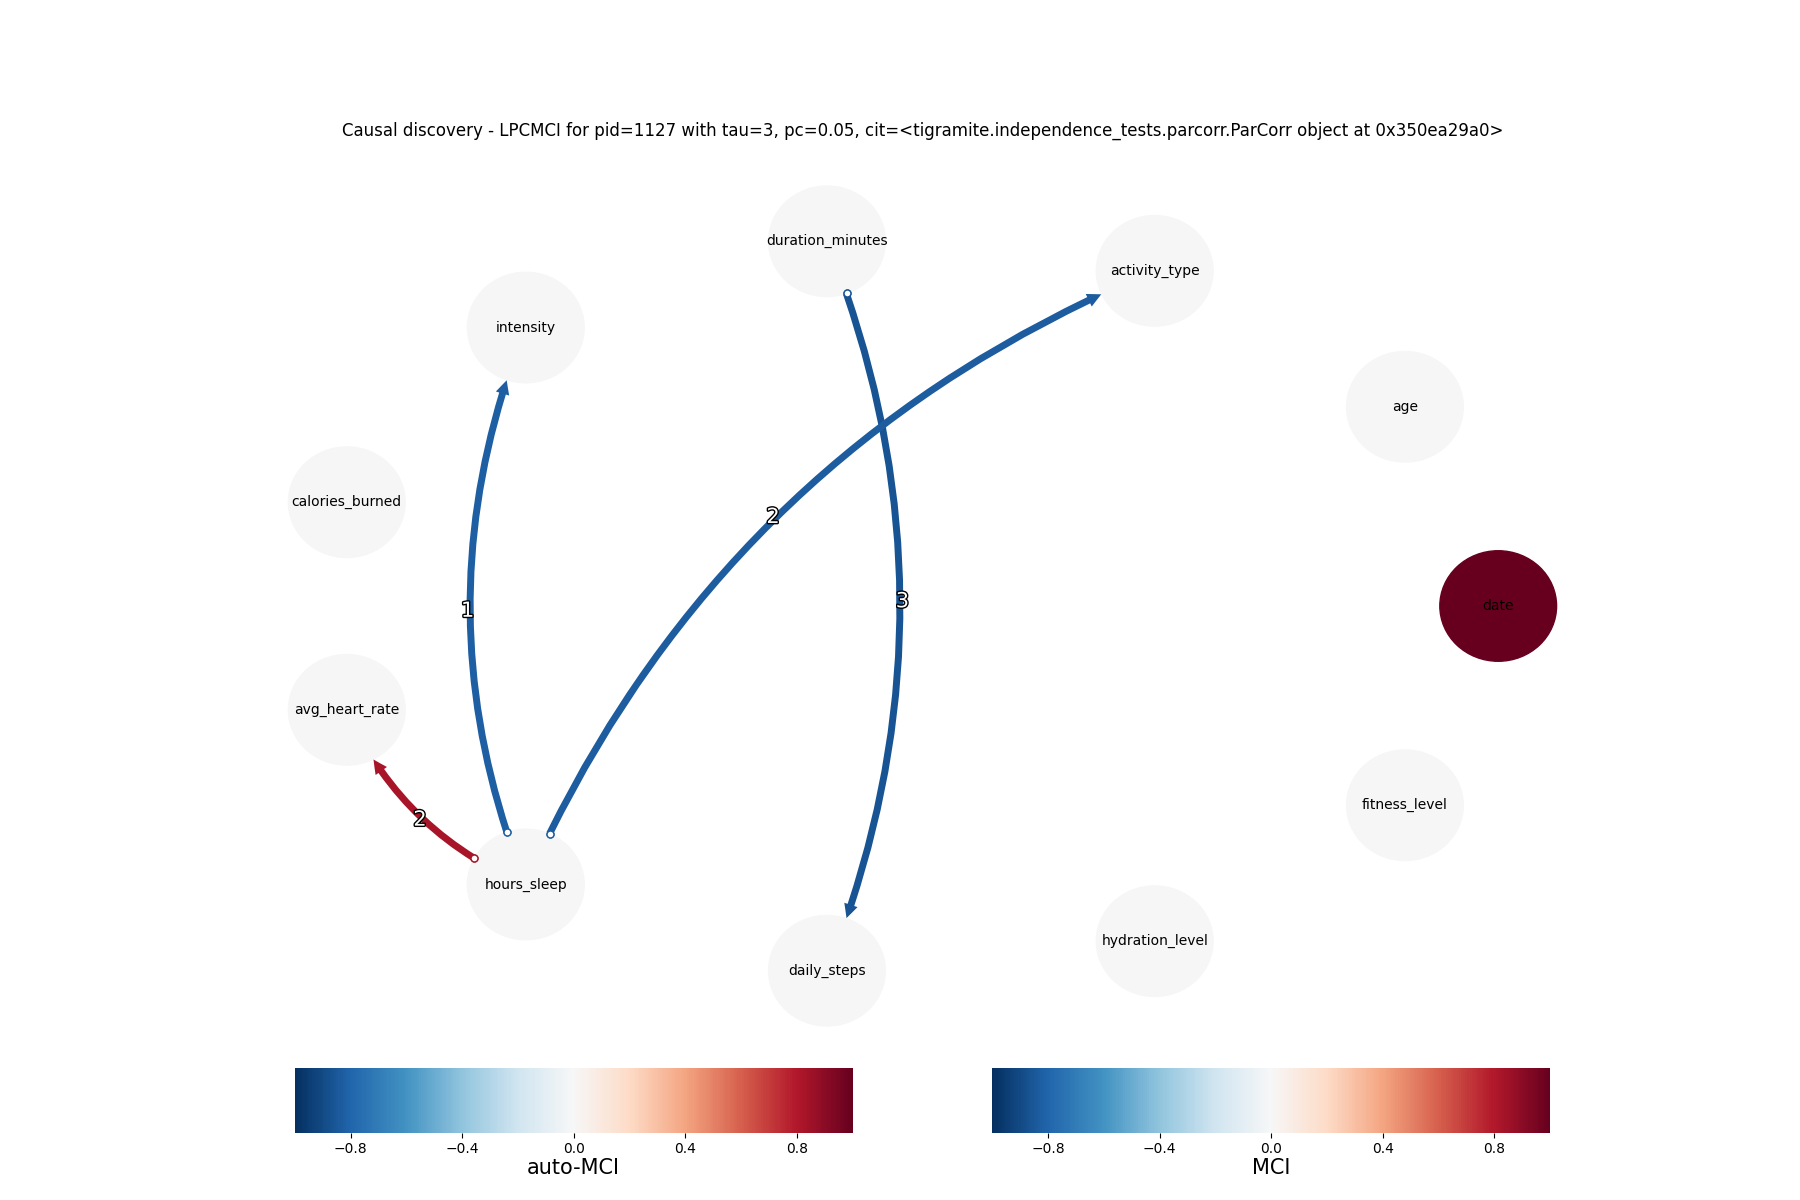 Causal discovery - LPCMCI for pid=1127 with tau=3, pc=0.05, cit=<tigramite.independence_tests.parcorr.ParCorr object at 0x350ea29a0>
duration_minutes
activity_type
intensity
age
calories_burned
2
3
date
1
avg_heart_rate
fitness_level
2
hours_sleep
hydration_level
daily_steps
−0.8 −0.4 0.0 0.4 0.8
auto-MCI
−0.8 −0.4 0.0 0.4 0.8
MCI